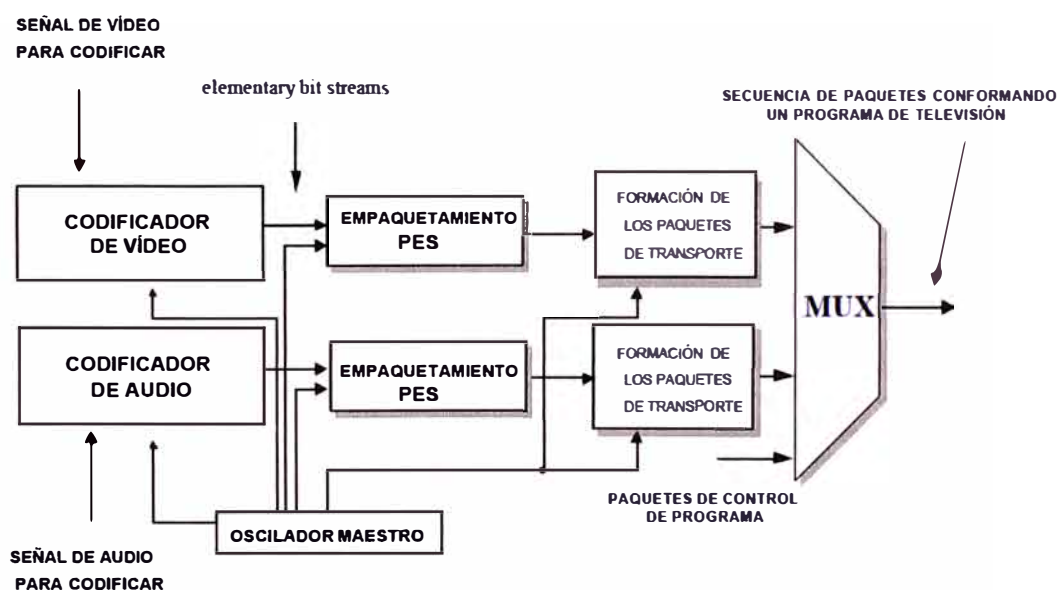 SEÑAL DE VÍDEO
PARA CODIFICAR
elementary bit streams
SECUENCIA DE PAQUETES CONFORMANDO
UN PROGRAMA DE TELEVISIÓN
CODIFICADOR
DE VÍDEO
EMPAQUETAMIENTO
PES
FORMACIÓN DE
LOS PAQUETES
DE TRANSPORTE
MUX
CODIFICADOR
DE AUDIO
EMPAQUETAMIENTO
PES
FORMACIÓN DE
LOS PAQUETES
DE TRANSPORTE
PAQUETES DE CONTROL
DE PROGRAMA
OSCILADOR MAESTRO
SEÑAL DE AUDIO
PARA CODIFICAR